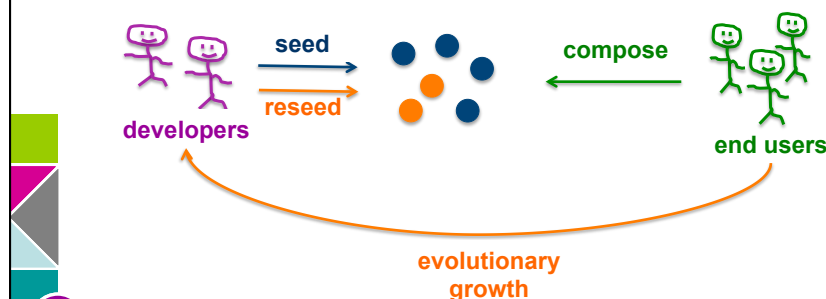 seed
compose
reseed
developers
end users
evolutionary
growth